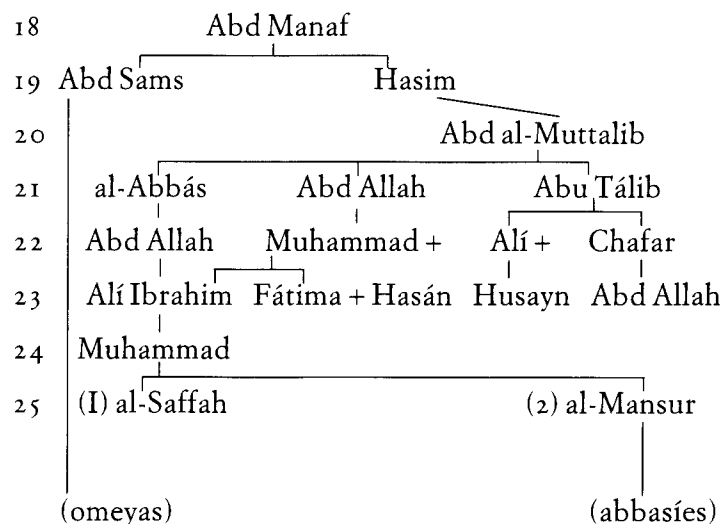 18 Abd Manaf
19 Abd Sams Hasim
20 Abd al-Muttalib
21 al-Abbás Abd Allah Abu Tálib
22 Abd Allah Muhammad + Alí + Chafar
23 Alí Ibrahim Fátima + Hasán Husayn Abd Allah
24 Muhammad
25 (1) al-Saffah (2) al-Mansur
(omeyas) (abbasíes)